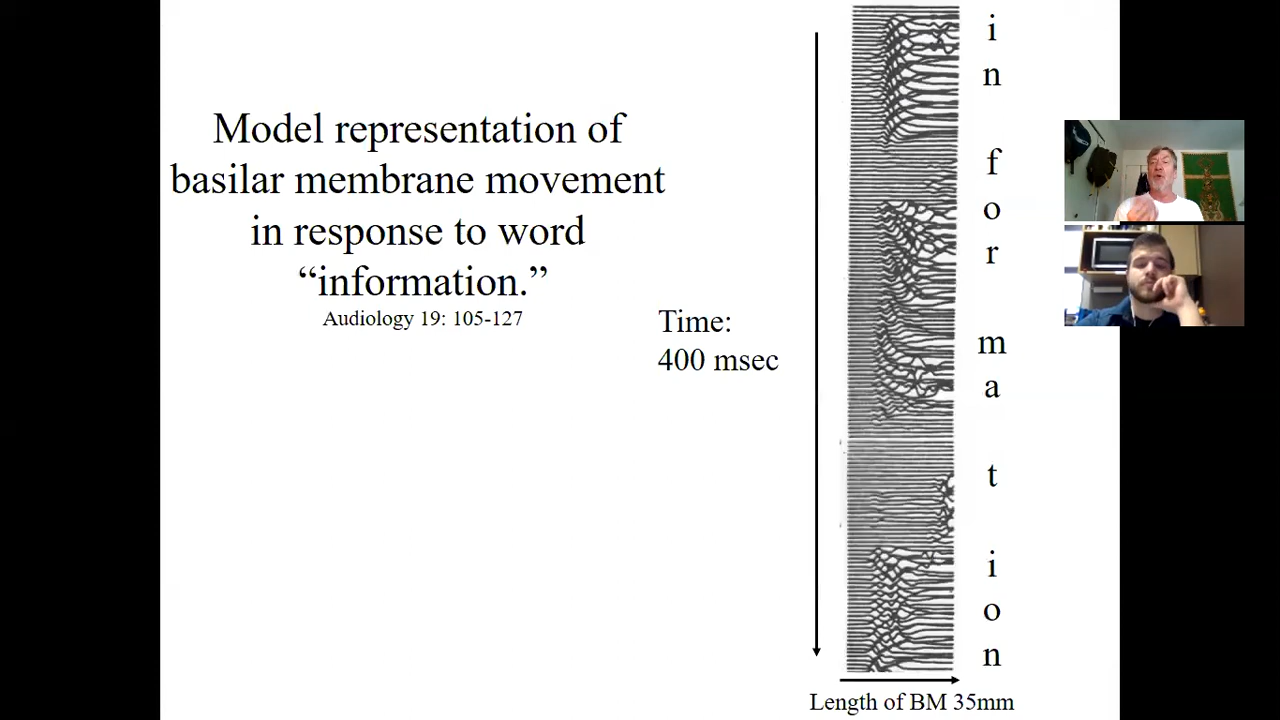 Model representation of
basilar membrane movement
in response to word
“information.”
Audiology 19: 105-127
Time:
400 msec
i
n
f
o
r
m
a
t
i
o
n
Length of BM 35mm